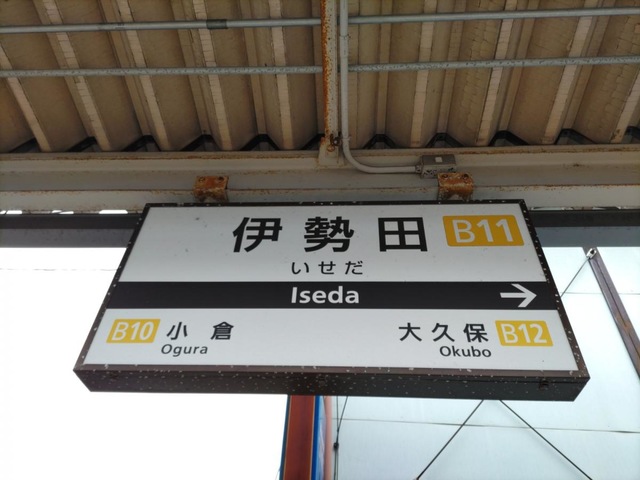 伊勢田 B11
いせだ
Iseda →
B10 小倉 大久保 B12
Ogura Okubo